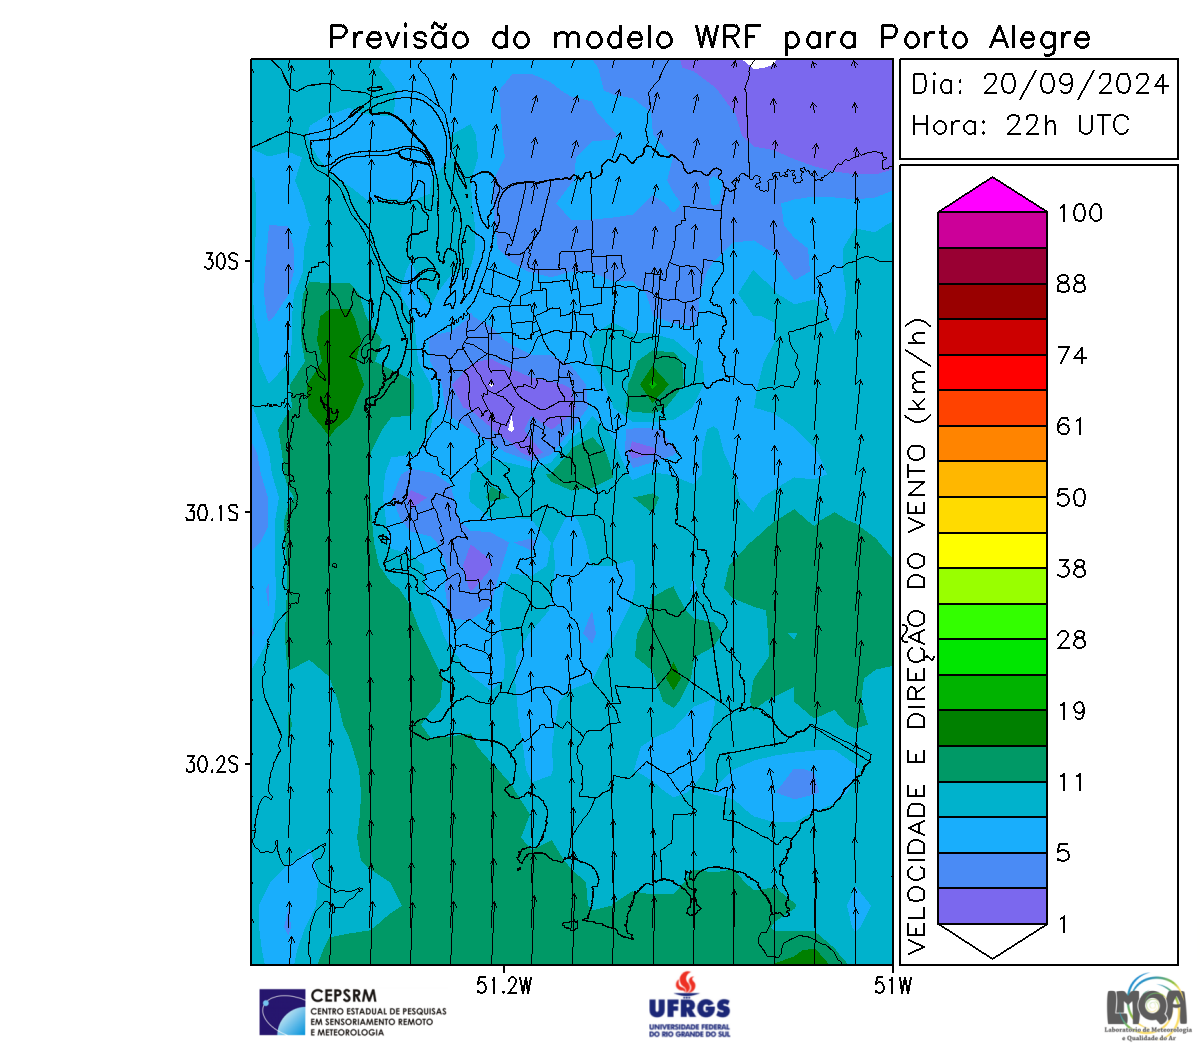 Previsão do modelo WRF para Porto Alegre
Dia: 20/09/2024
Hora: 22h UTC
30S
30.1S
30.2S
51.2W
51W
VELOCIDADE E DIREÇÃO DO VENTO (km/h)
100
88
74
61
50
38
28
19
11
5
1
CEPSRM
CENTRO ESTADUAL DE PESQUISAS
EM SENSORIAMENTO REMOTO
E METEOROLOGIA
UFRGS
UNIVERSIDADE FEDERAL
DO RIO GRANDE DO SUL
LMQA
Laboratório de Meteorologia
e Qualidade do Ar